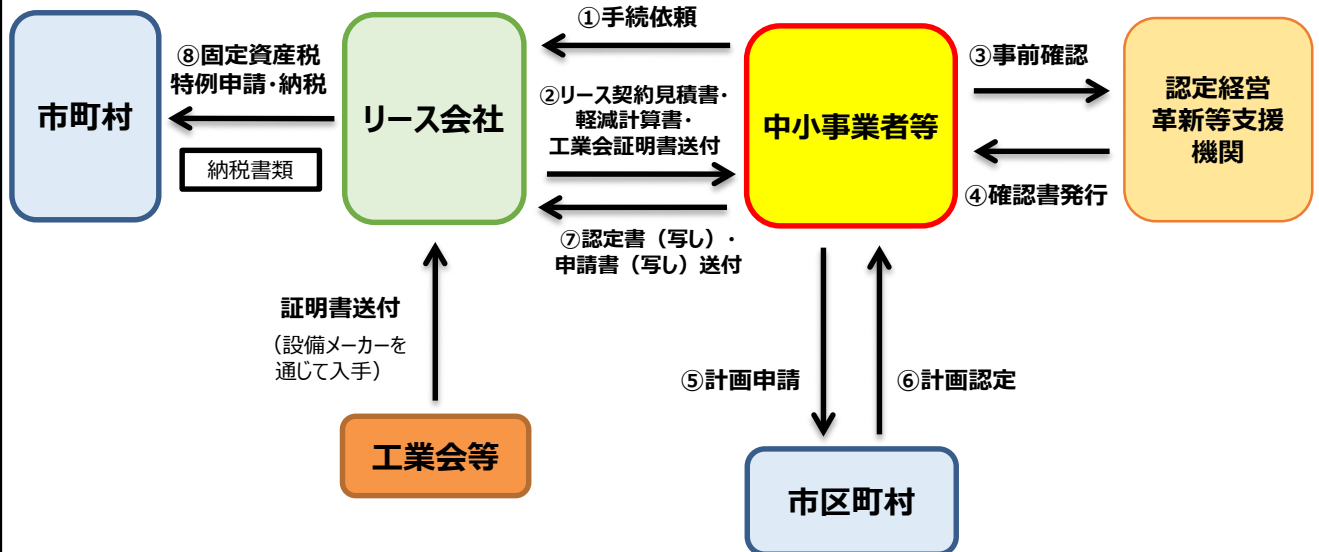 ①手続依頼
⑧固定資産税
特例申請・納税
③事前確認
市町村
リース会社
②リース契約見積書・
軽減計算書・
工業会証明書送付
中小事業者等
認定経営
革新等支援
機関
納税書類
④確認書発行
⑦認定書（写し）・
申請書（写し）送付
証明書送付
（設備メーカーを
通じて入手）
⑤計画申請
⑥計画認定
工業会等
市区町村